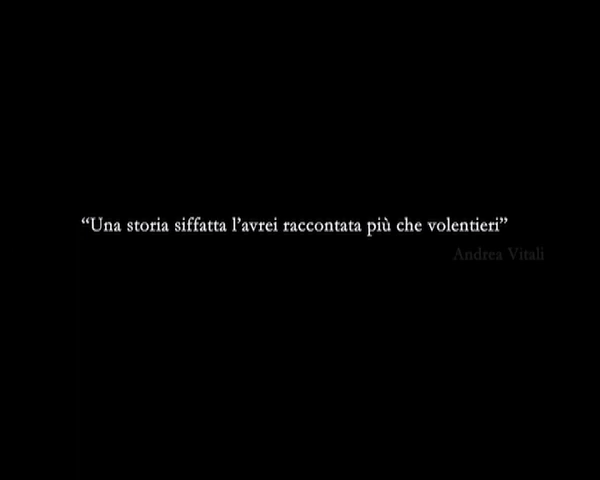 “Una storia siffatta l’avrei raccontata più che volentieri”
Andrea Vitali